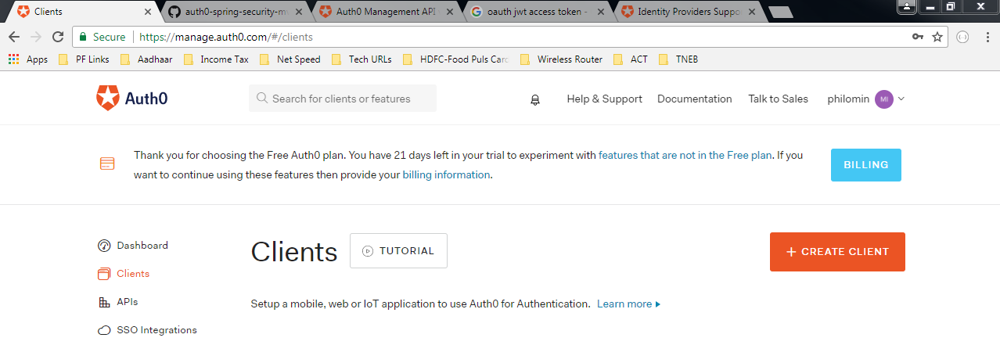 Clients
auth0-spring-security-m
Auth0 Management API
oauth jwt access token -
Identity Providers Suppo
Secure
https://manage.auth0.com/#/clients
Apps
PF Links
Aadhaar
Income Tax
Net Speed
Tech URLs
HDFC-Food Puls Card
Wireless Router
ACT
TNEB
Auth0
Search for clients or features
Help & Support
Documentation
Talk to Sales
philomin
MI
Thank you for choosing the Free Auth0 plan. You have 21 days left in your trial to experiment with features that are not in the Free plan. If you
want to continue using these features then provide your billing information.
BILLING
Dashboard
Clients
APIs
SSO Integrations
Clients
TUTORIAL
+ CREATE CLIENT
Setup a mobile, web or IoT application to use Auth0 for Authentication. Learn more